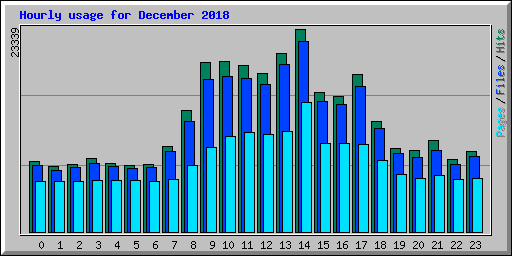 Hourly usage for December 2018
23339
Pages/Files/Hits
0 1 2 3 4 5 6 7 8 9 10 11 12 13 14 15 16 17 18 19 20 21 22 23